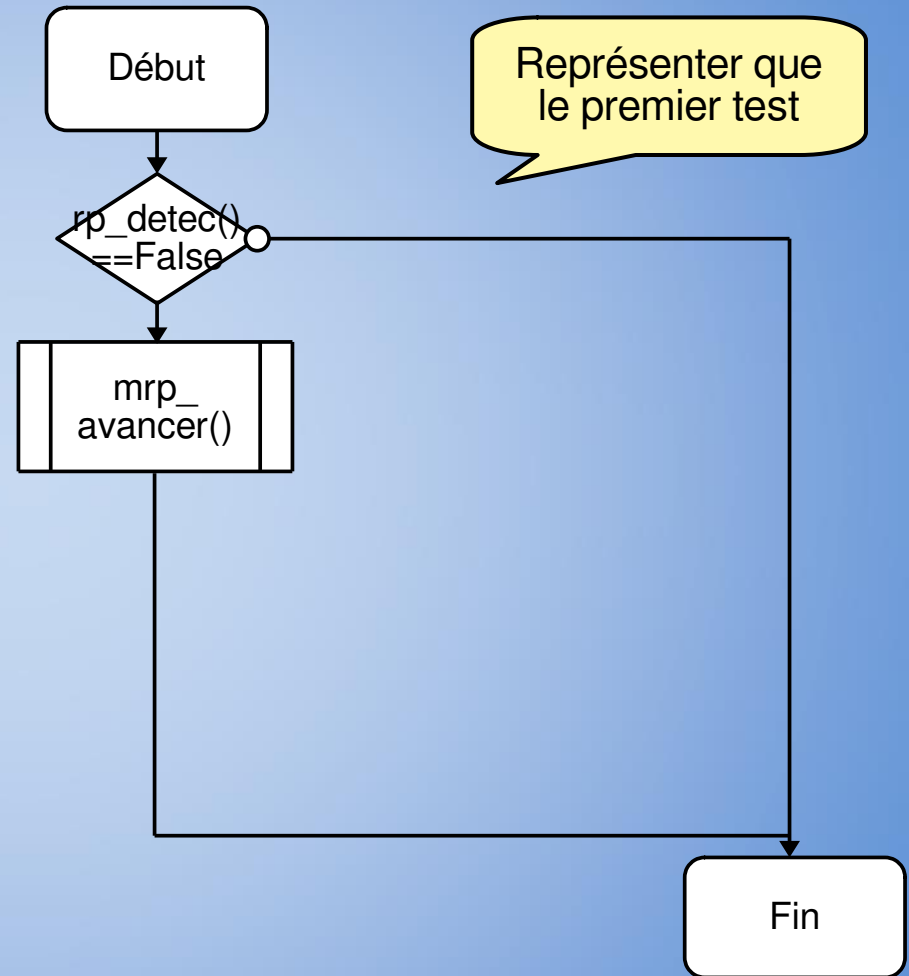 Début
Représenter que
le premier test
rp_detec()
==False
mrp_
avancer()
Fin